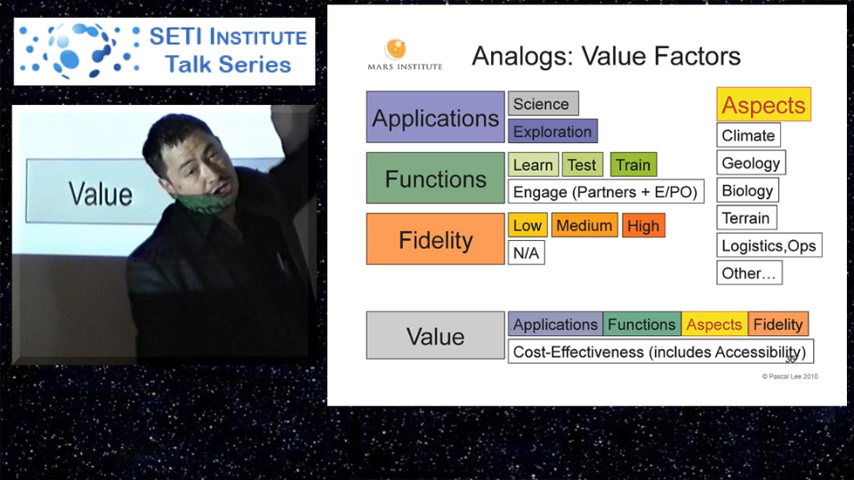 SETI INSTITUTE
Talk Series
Value
MARS INSTITUTE
Analogs: Value Factors
Applications
Science
Exploration
Functions
Learn Test Train
Engage (Partners + E/PO)
Fidelity
Low Medium High
N/A
Aspects
Climate
Geology
Biology
Terrain
Logistics,Ops
Other...
Value
Applications Functions Aspects Fidelity
Cost-Effectiveness (includes Accessibility)
© Pascal Lee 2010